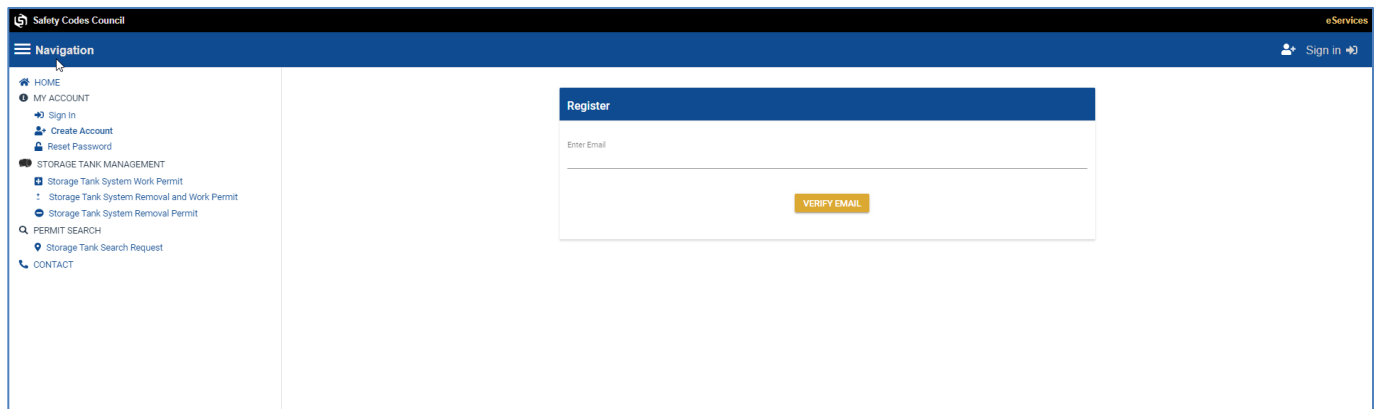 Safety Codes Council
eServices
Navigation
Sign in
HOME
MY ACCOUNT
Sign In
Create Account
Reset Password
STORAGE TANK MANAGEMENT
Storage Tank System Work Permit
Storage Tank System Removal and Work Permit
Storage Tank System Removal Permit
PERMIT SEARCH
Storage Tank Search Request
CONTACT
Register
Enter Email
VERIFY EMAIL